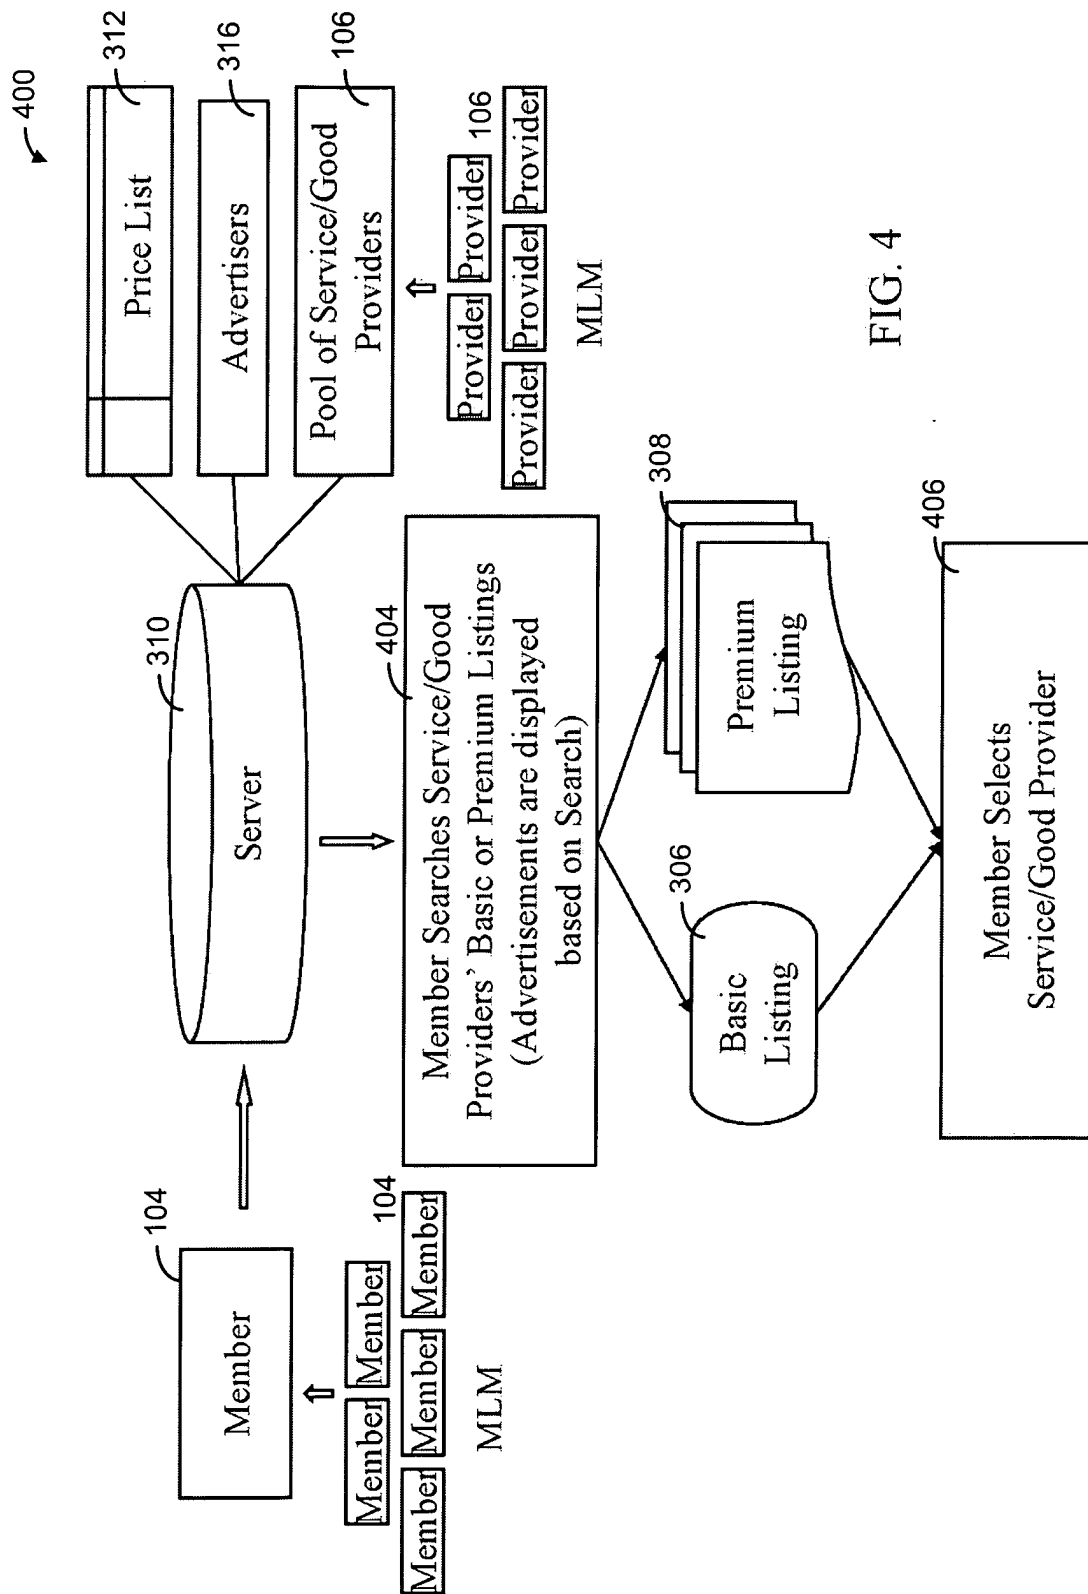 400
104
Member
Member
Member
Member
Member
Member
104
MLM
310
Server
312
Price List
316
Advertisers
106
Pool of Service/Good
Providers
Provider
Provider
106
Provider
Provider
Provider
MLM
404
Member Searches Service/Good
Providers’ Basic or Premium Listings
(Advertisements are displayed
based on Search)
306
Basic
Listing
308
Premium
Listing
406
Member Selects
Service/Good Provider
FIG. 4